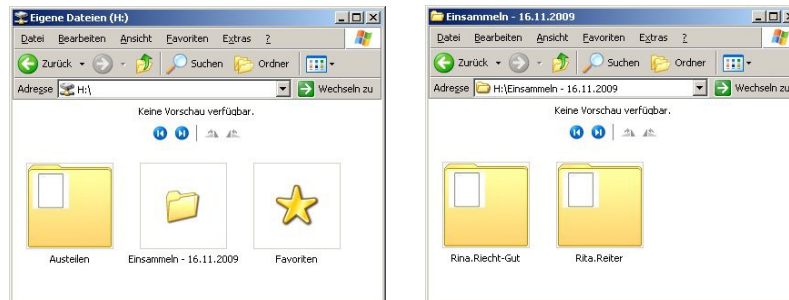 Eigene Dateien (H:)
Datei Bearbeiten Ansicht Favoriten Extras ?
Zurück Suchen Ordner
Adresse H:\ Wechseln zu
Keine Vorschau verfügbar.
Austeilen Einsammeln - 16.11.2009 Favoriten
Einsammeln - 16.11.2009
Datei Bearbeiten Ansicht Favoriten Extras ?
Zurück Suchen Ordner
Adresse H:\Einsammeln - 16.11.2009 Wechseln zu
Keine Vorschau verfügbar.
Rina.Riecht-Gut Rita.Reiter